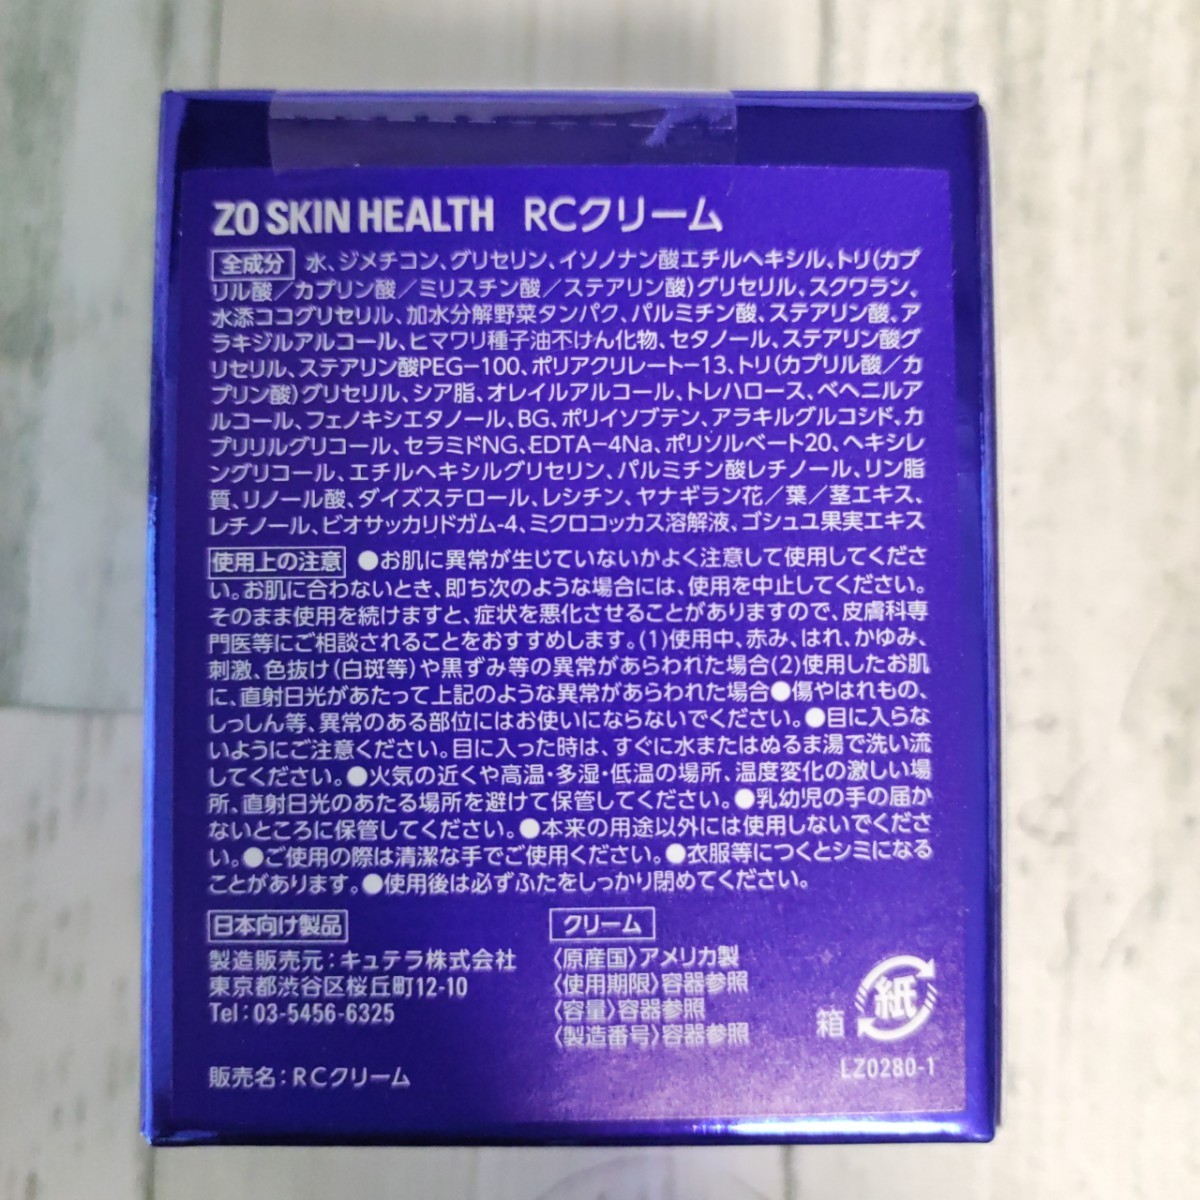 ZO SKIN HEALTH RCクリーム
全成分 水、ジメチコン、グリセリン、イソノナン酸エチルヘキシル、トリ(カプ
リル酸／カプリン酸／ミリスチン酸／ステアリン酸)グリセリル、スクワラン、
水添ココグリセリル、加水分解野菜タンパク、パルミチン酸、ステアリン酸、ア
ラキジルアルコール、ヒマワリ種子油不けん化物、セタノール、ステアリン酸グ
リセリル、ステアリン酸PEG−100、ポリアクリレート−13、トリ(カプリル酸／カ
プリン酸)グリセリル、シア脂、オレイルアルコール、トレハロース、ベヘニルア
ルコール、フェノキシエタノール、BG、ポリイソブテン、アラキルグルコシド、カ
プリリルグリコール、セラミドNG、EDTA−4Na、ポリソルベート20、ヘキシレ
ングリコール、エチルヘキシルグリセリン、パルミチン酸レチノール、リン脂
質、リノール酸、ダイズステロール、レシチン、ヤナギラン花／葉／茎エキス、
レチノール、ビオサッカリドガム-4、ミクロコッカス溶解液、ゴシュユ果実エキス
使用上の注意 ●お肌に異常が生じていないかよく注意して使用してくださ
い。お肌に合わないとき、即ち次のような場合には、使用を中止してください。
そのまま使用を続けますと、症状を悪化させることがありますので、皮膚科専
門医等にご相談されることをおすすめします。(1)使用中、赤み、はれ、かゆみ、
刺激、色抜け(白斑等)や黒ずみ等の異常があらわれた場合(2)使用したお肌
に、直射日光があたって上記のような異常があらわれた場合●傷やはれもの、
しっしん等、異常のある部位にはお使いにならないでください。●目に入らな
いようにご注意ください。目に入った時は、すぐに水またはぬるま湯で洗い流
してください。●火気の近くや高温・多湿・低温の場所、温度変化の激しい場
所、直射日光のあたる場所を避けて保管してください。●乳幼児の手の届か
ないところに保管してください。●本来の用途以外には使用しないでくださ
い。●ご使用の際は清潔な手でご使用ください。●衣服等につくとシミになる
ことがあります。●使用後は必ずふたをしっかり閉めてください。
日本向け製品
製造販売元：キュテラ株式会社
東京都渋谷区桜丘町12-10
Tel：03-5456-6325
販売名：RCクリーム
クリーム
〈原産国〉アメリカ製
〈使用期限〉容器参照
〈容量〉容器参照
〈製造番号〉容器参照
箱 紙
LZ0280-1